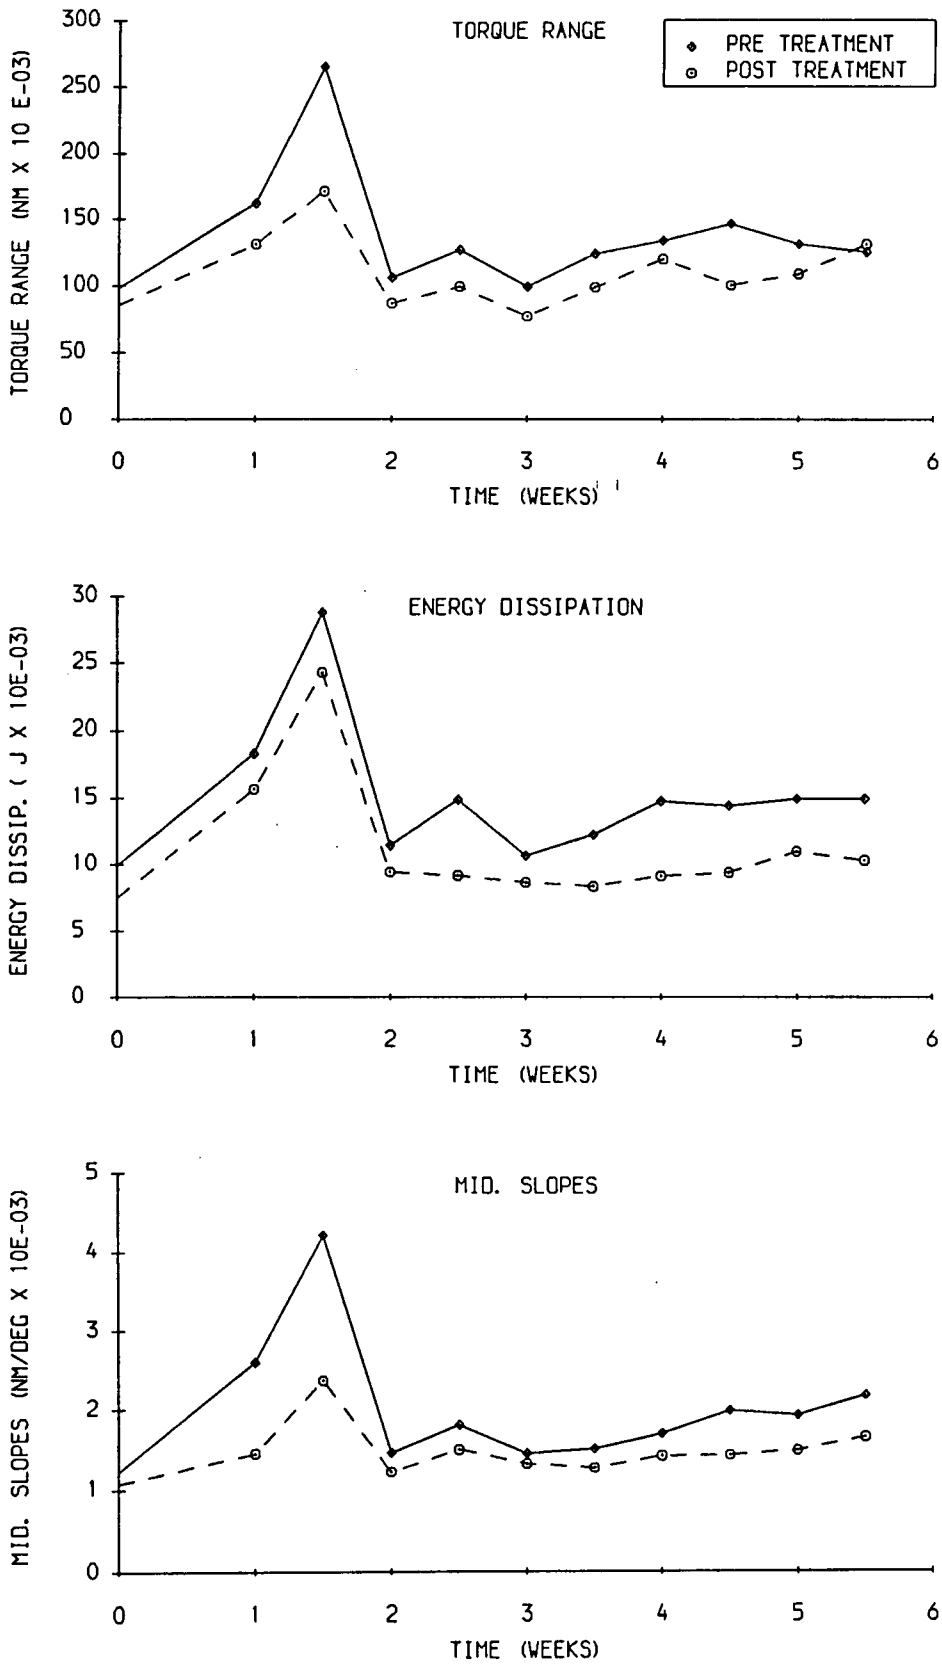 TORQUE RANGE
PRE TREATMENT
POST TREATMENT
TORQUE RANGE (NM X 10 E-03)
300
250
200
150
100
50
0
0 1 2 3 4 5 6
TIME (WEEKS)
ENERGY DISSIPATION
ENERGY DISSIP. ( J X 10E-03)
30
25
20
15
10
5
0
0 1 2 3 4 5 6
TIME (WEEKS)
MID. SLOPES
MID. SLOPES (NM/DEG X 10E-03)
5
4
3
2
1
0
0 1 2 3 4 5 6
TIME (WEEKS)